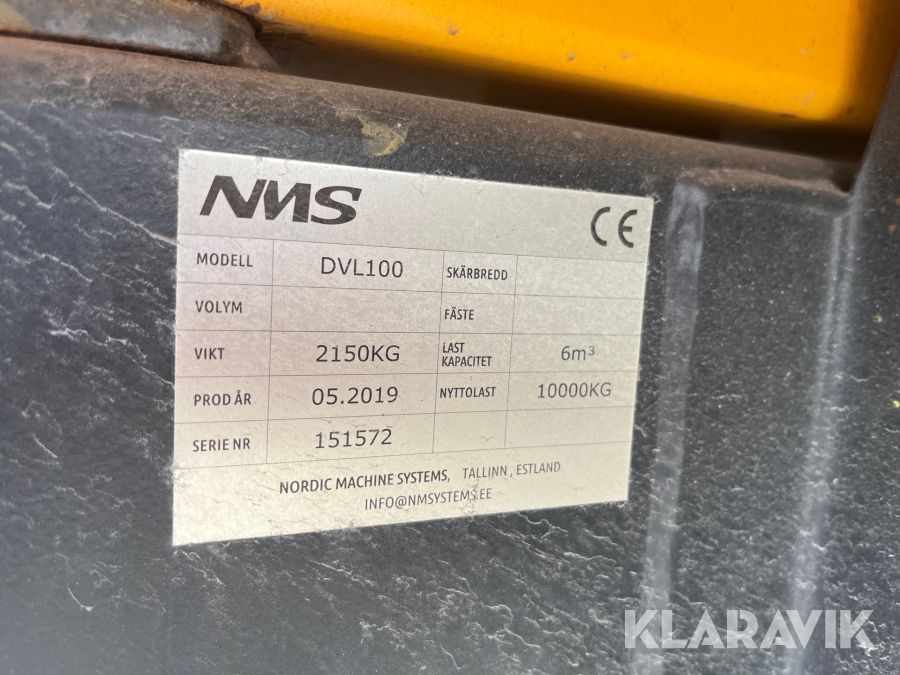 NMS CE
MODELL DVL100 SKÄRBREDD
VOLYM FÄSTE
VIKT 2150KG LAST KAPACITET 6m³
PROD ÅR 05.2019 NYTTOLAST 10000KG
SERIE NR 151572
NORDIC MACHINE SYSTEMS, TALLINN , ESTLAND
INFO@NMSYSTEMS.EE
KLARAVIK